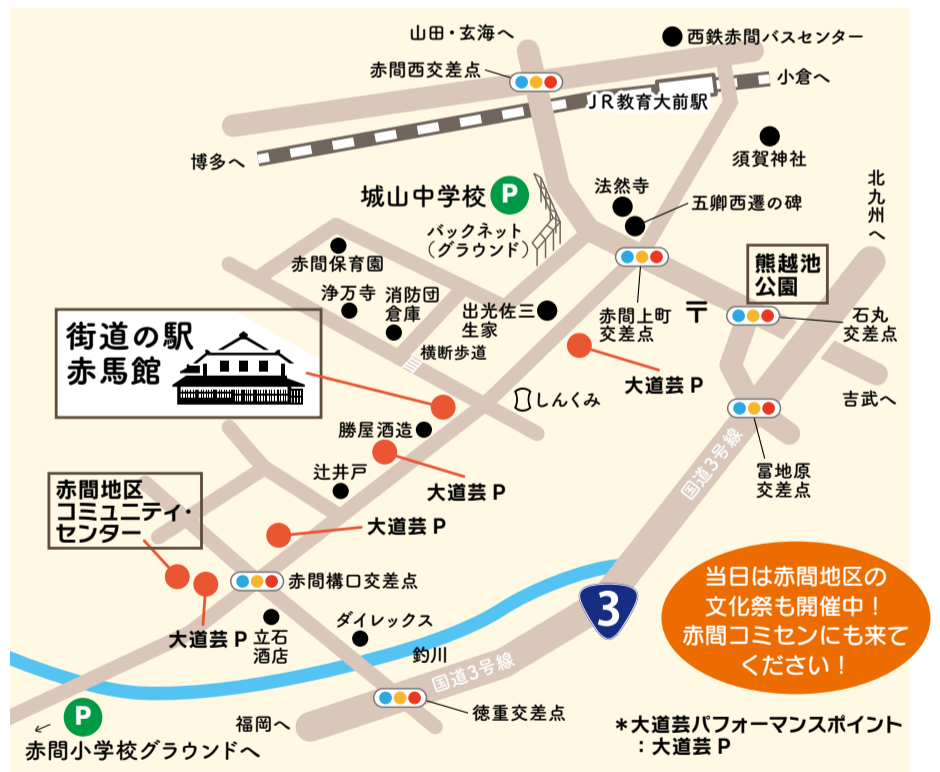 山田・玄海へ
西鉄赤間バスセンター
赤間西交差点
小倉へ
JR教育大前駅
博多へ
須賀神社
北九州へ
城山中学校 P
法然寺
五卿西遷の碑
バックネット
(グラウンド)
赤間保育園
熊越池
公園
浄万寺
消防団
倉庫
出光佐三
生家
赤間上町
交差点
〒
石丸
交差点
街道の駅
赤馬館
横断歩道
大道芸 P
しんくみ
吉武へ
勝屋酒造
国道3号線
辻井戸
大道芸 P
冨地原
交差点
赤間地区
コミュニティ・
センター
大道芸 P
赤間構口交差点
当日は赤間地区の
文化祭も開催中!
赤間コミセンにも来て
ください!
3
大道芸 P
立石
酒店
ダイレックス
釣川
国道3号線
P
福岡へ
徳重交差点
赤間小学校グラウンドへ
*大道芸パフォーマンスポイント
:大道芸 P